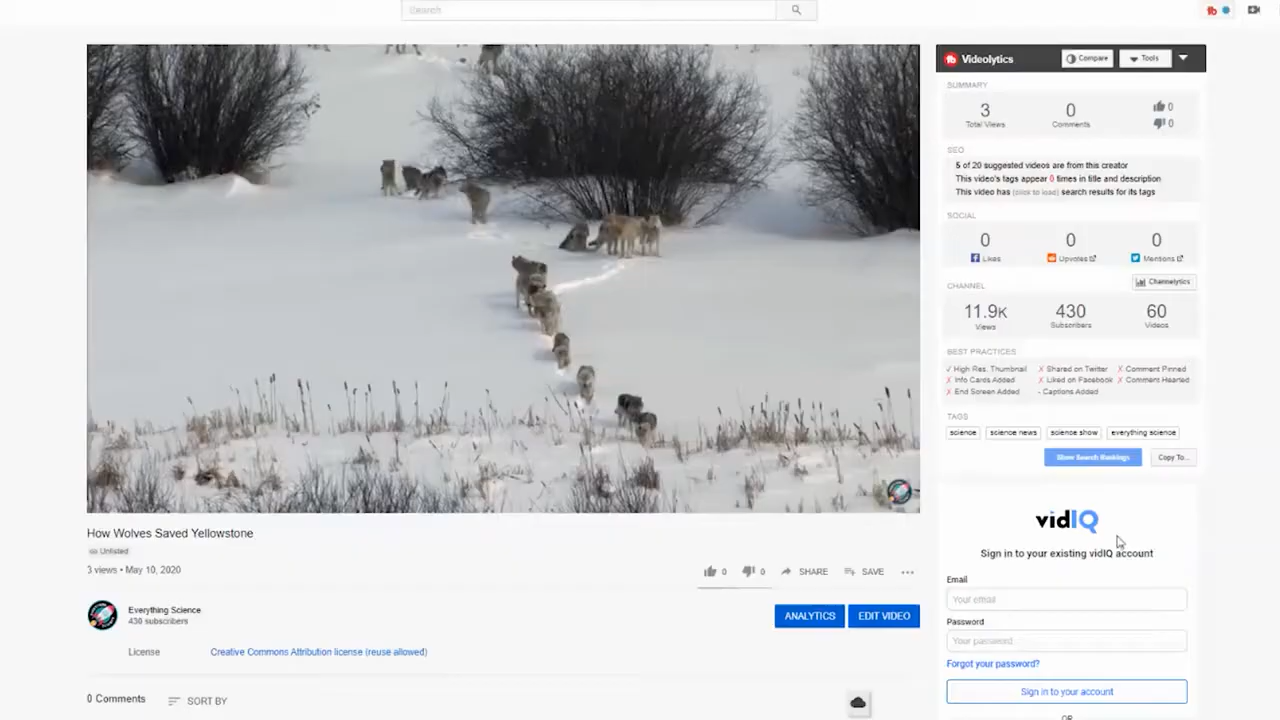 Search
Videolytics
Compare
Tools
SUMMARY
3
Total Views
0
Comments
0
0
SEO
5 of 20 suggested videos are from this creator
This video's tags appear 0 times in title and description
This video has (click to load) search results for its tags
SOCIAL
0
Likes
0
Upvotes
0
Mentions
CHANNEL
Channelytics
11.9K
Views
430
Subscribers
60
Videos
BEST PRACTICES
✓ High Res. Thumbnail
✗ Shared on Twitter
✗ Comment Pinned
✗ Info Cards Added
✗ Liked on Facebook
✗ Comment Hearted
✗ End Screen Added
- Captions Added
TAGS
science
science news
science show
everything science
Show Search Rankings
Copy To...
How Wolves Saved Yellowstone
Unlisted
3 views • May 10, 2020
0
0
SHARE
SAVE
Everything Science
430 subscribers
ANALYTICS
EDIT VIDEO
License
Creative Commons Attribution license (reuse allowed)
0 Comments
SORT BY
vidIQ
Sign in to your existing vidIQ account
Email
Your email
Password
Your password
Forgot your password?
Sign in to your account
OR